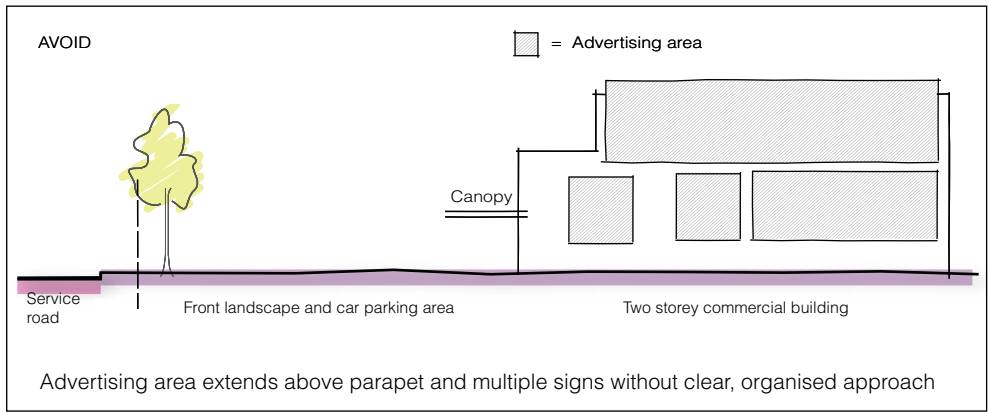 AVOID
= Advertising area
Canopy
Service
road
Front landscape and car parking area
Two storey commercial building
Advertising area extends above parapet and multiple signs without clear, organised approach